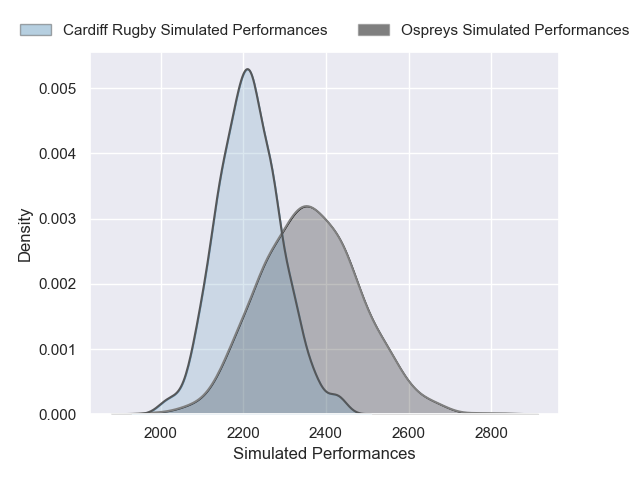 Cardiff Rugby Simulated Performances
Ospreys Simulated Performances
0.005
0.004
0.003
0.002
0.001
0.000
Density
2000
2200
2400
2600
2800
Simulated Performances